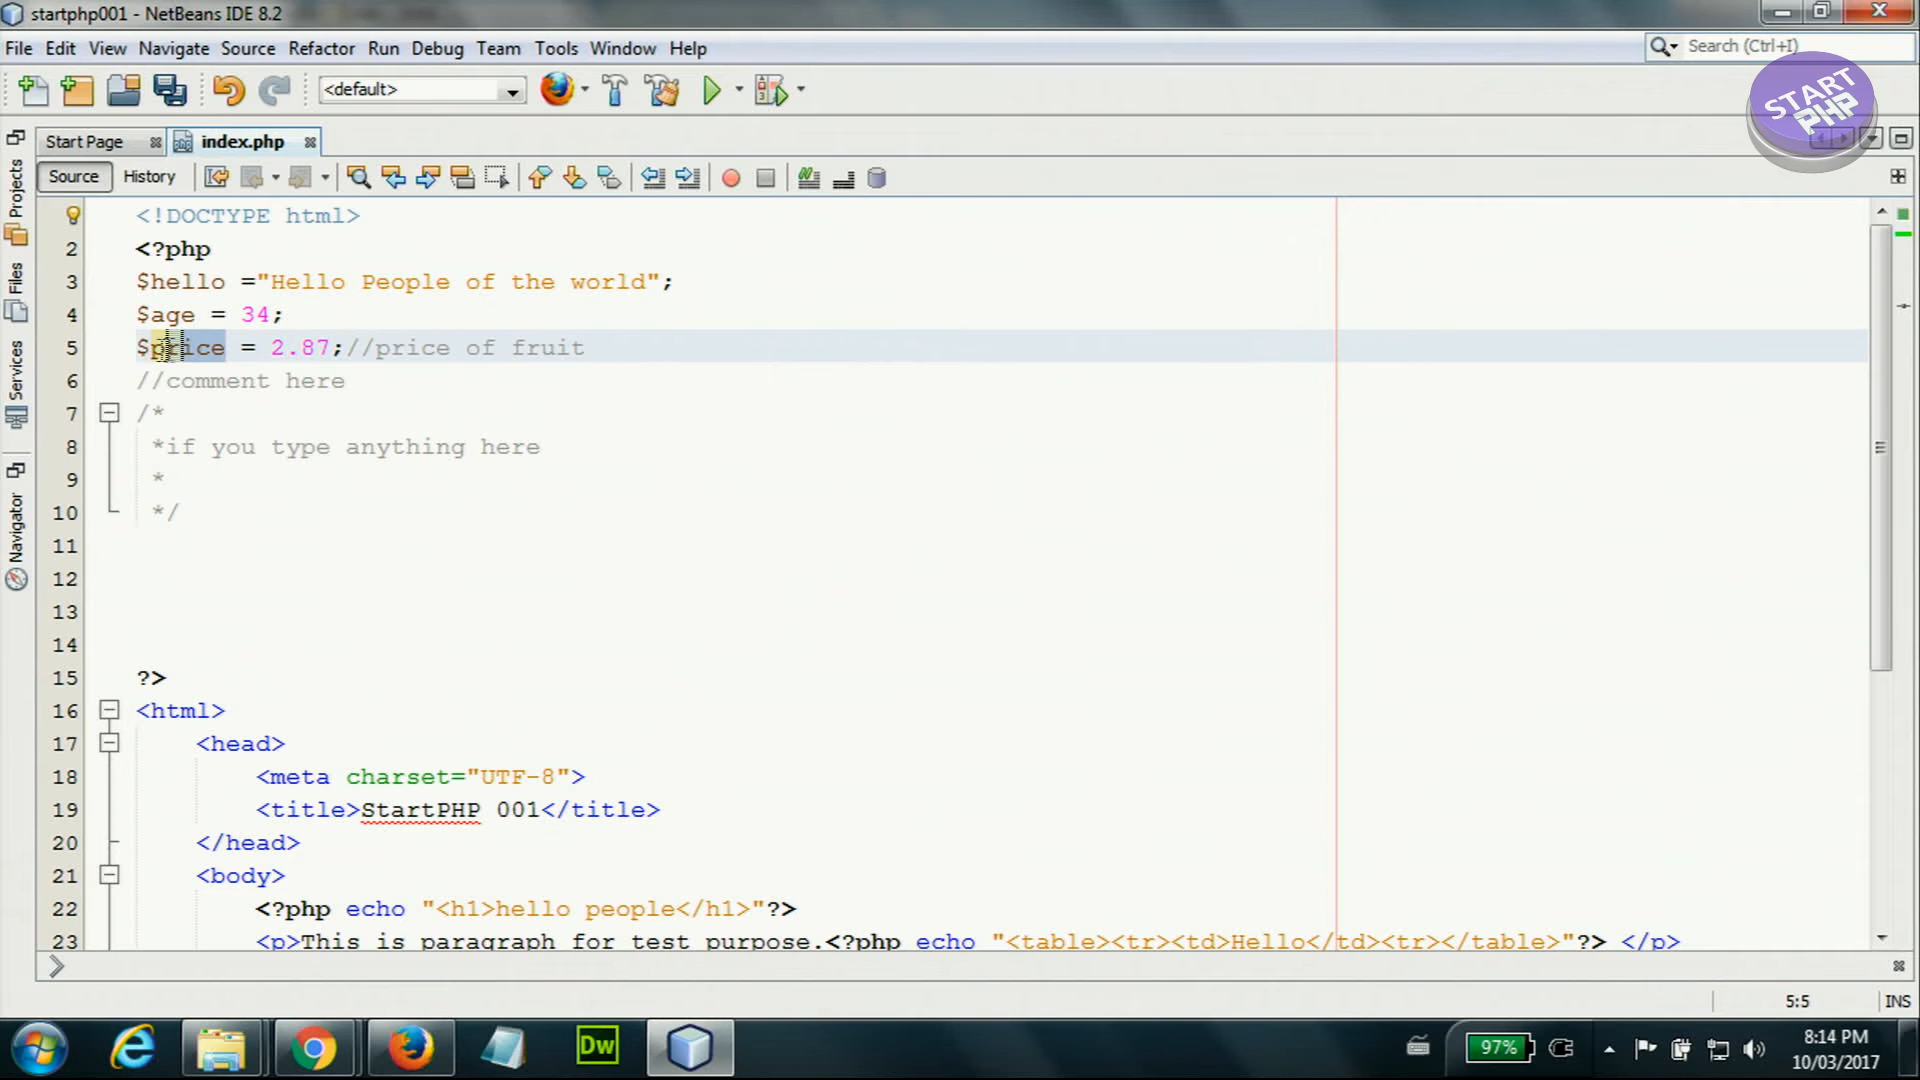 startphp001 - NetBeans IDE 8.2
File Edit View Navigate Source Refactor Run Debug Team Tools Window Help
Search (Ctrl+I)
<default>
START PHP
Start Page
index.php
Source History
Projects
Files
Services
Navigator
<!DOCTYPE html>
2 <?php
3 $hello ="Hello People of the world";
4 $age = 34;
5 $price = 2.87;//price of fruit
6 //comment here
7 /*
8 *if you type anything here
9 *
10 */
11
12
13
14
15 ?>
16 <html>
17 <head>
18 <meta charset="UTF-8">
19 <title>StartPHP 001</title>
20 </head>
21 <body>
22 <?php echo "<h1>hello people</h1>"?>
23 <p>This is paragraph for test purpose.<?php echo "<table><tr><td>Hello</td><tr></table>"?> </p>
5:5 INS
Dw
97%
8:14 PM
10/03/2017